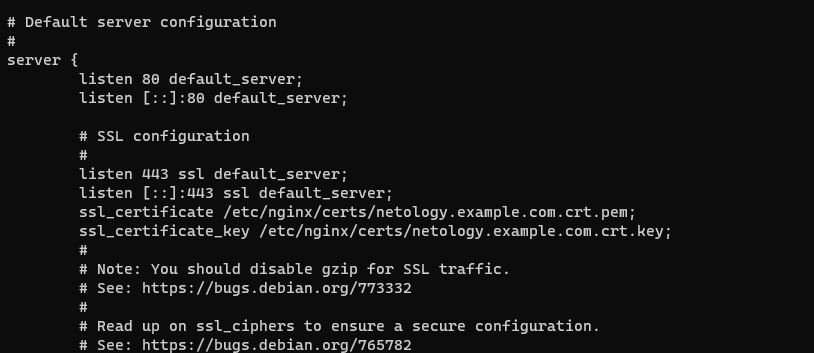 # Default server configuration
#
server {
        listen 80 default_server;
        listen [::]:80 default_server;

        # SSL configuration
        #
        listen 443 ssl default_server;
        listen [::]:443 ssl default_server;
        ssl_certificate /etc/nginx/certs/netology.example.com.crt.pem;
        ssl_certificate_key /etc/nginx/certs/netology.example.com.crt.key;
        #
        # Note: You should disable gzip for SSL traffic.
        # See: https://bugs.debian.org/773332
        #
        # Read up on ssl_ciphers to ensure a secure configuration.
        # See: https://bugs.debian.org/765782